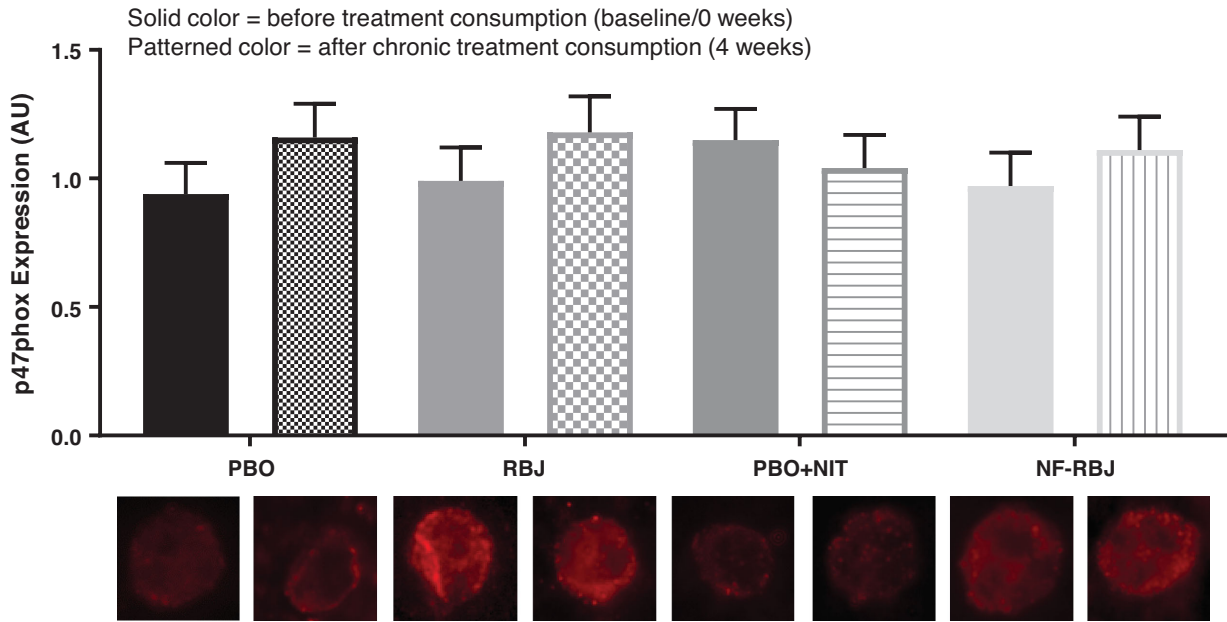 Solid color = before treatment consumption (baseline/0 weeks)
Patterned color = after chronic treatment consumption (4 weeks)
p47phox Expression (AU)
1.5
1.0
0.5
0.0
PBO RBJ PBO+NIT NF-RBJ